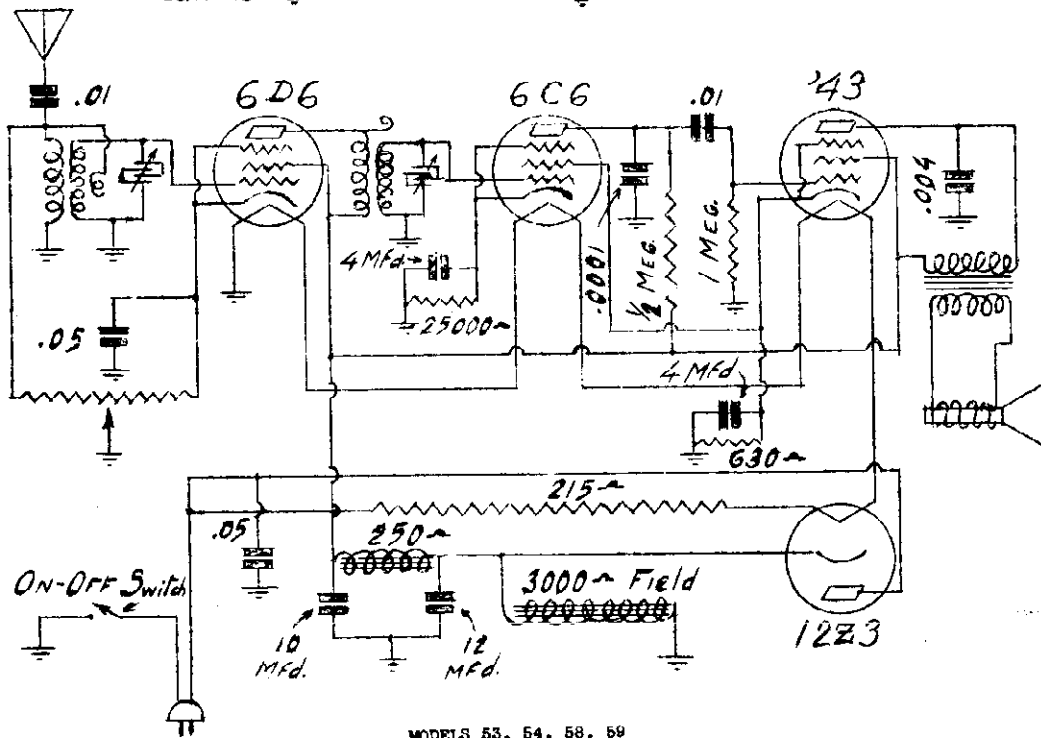 .01
6D6
6C6
.01
'43
.004
4 MFd
.0001
½ MEG.
1 MEG.
25000~
.05
4 MFd
630~
215~
.05
250~
ON-OFF Switch
3000~ Field
10 MFd.
12 MFd.
12Z3
MODELS 53, 54, 58, 59